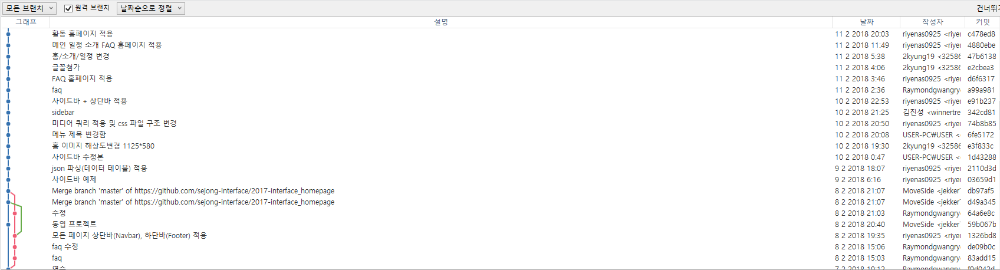 모든 브랜치 원격 브랜치 날짜순으로 정렬 건너뛰기
그래프 설명 날짜 작성자 커밋
활동 홈페이지 적용 11 2 2018 20:03 riyenas0925 <riyer c478ed8
메인 일정 소개 FAQ 홈페이지 적용 11 2 2018 11:49 riyenas0925 <riyer 4880ebe
홈/소개/일정 변경 11 2 2018 5:38 2kyung19 <32586 47b6138
글꼴첨가 11 2 2018 4:06 2kyung19 <32586 e2cbea3
FAQ 홈페이지 적용 11 2 2018 3:46 riyenas0925 <riyer d6f6317
faq 11 2 2018 2:36 Raymondgwangry a99a981
사이드바 + 상단바 적용 10 2 2018 22:53 riyenas0925 <riyer e91b237
sidebar 10 2 2018 21:25 김진성 <winnertre 342cd81
미디어 쿼리 적용 및 css 파일 구조 변경 10 2 2018 20:50 riyenas0925 <riyer 74b8b85
메뉴 제목 변경함 10 2 2018 20:08 USER-PC₩USER < 6fe5172
홈 이미지 해상도변경 1125*580 10 2 2018 19:30 2kyung19 <32586 e3f833c
사이드바 수정본 10 2 2018 0:47 USER-PC₩USER < 1d43288
json 파싱(데이터 테이블) 적용 9 2 2018 18:07 riyenas0925 <riyer 2110d3d
사이드바 예제 9 2 2018 6:16 riyenas0925 <riyer 03659d1
Merge branch 'master' of https://github.com/sejong-interface/2017-interface_homepage 8 2 2018 21:07 MoveSide <jekker db97af5
Merge branch 'master' of https://github.com/sejong-interface/2017-interface_homepage 8 2 2018 21:07 MoveSide <jekker d49a345
수정 8 2 2018 21:03 Raymondgwangry 64a6e8c
동엽 프로젝트 8 2 2018 20:40 MoveSide <jekker 59b067b
모든 페이지 상단바(Navbar), 하단바(Footer) 적용 8 2 2018 19:35 riyenas0925 <riyer 1326bd8
faq 수정 8 2 2018 15:06 Raymondgwangry de09b0c
faq 8 2 2018 15:03 Raymondgwangry 83add15
7 2 2018 19:12 Raymondgwangry f9d042d